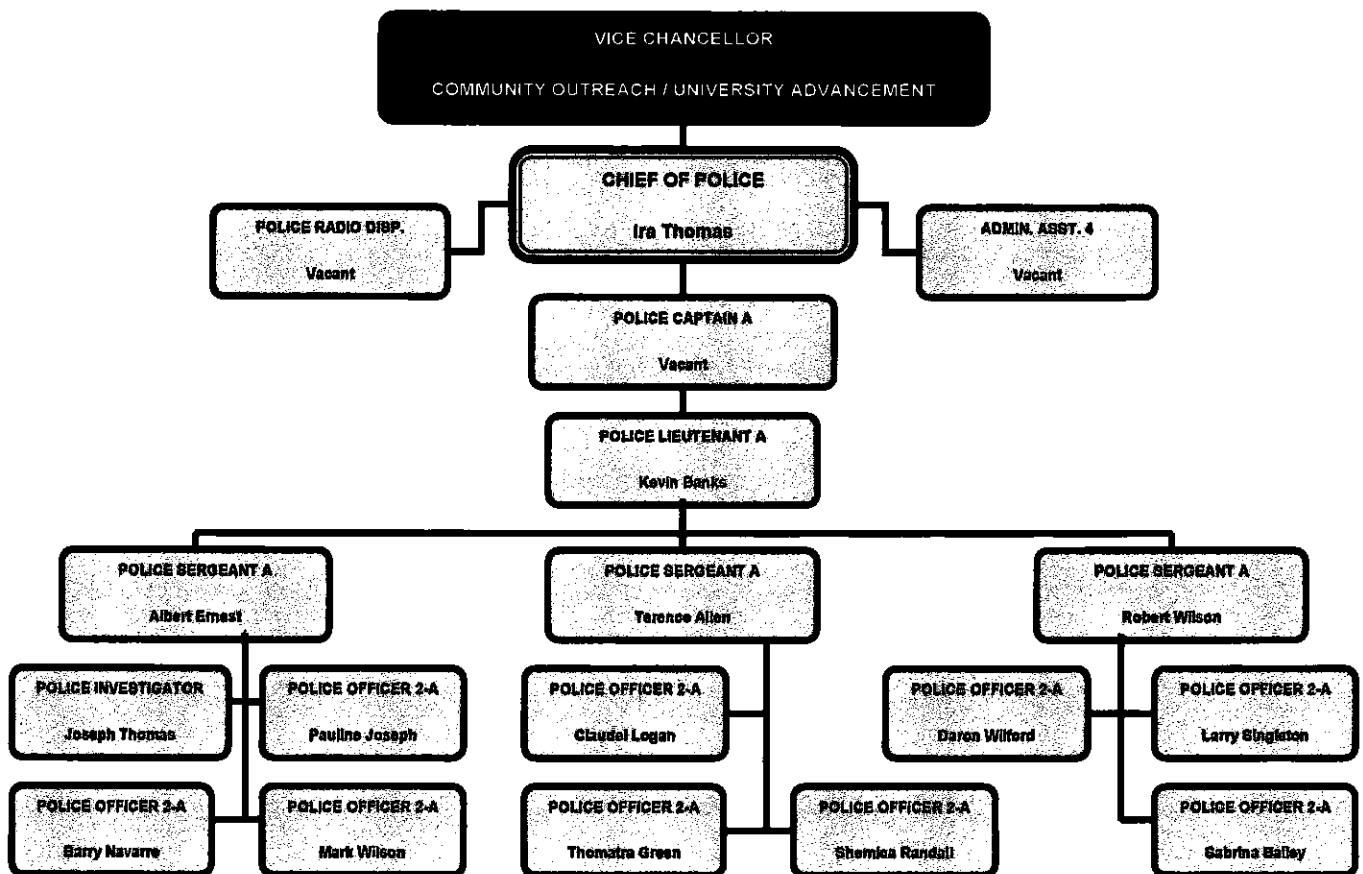 VICE CHANCELLOR
COMMUNITY OUTREACH / UNIVERSITY ADVANCEMENT
CHIEF OF POLICE
Ira Thomas
POLICE RADIO DISP.
Vacant
ADMIN. ASST. 4
Vacant
POLICE CAPTAIN A
Vacant
POLICE LIEUTENANT A
Kevin Banks
POLICE SERGEANT A
Albert Ernest
POLICE SERGEANT A
Terence Allen
POLICE SERGEANT A
Robert Wilson
POLICE INVESTIGATOR
Joseph Thomas
POLICE OFFICER 2-A
Pauline Joseph
POLICE OFFICER 2-A
Claudel Logan
POLICE OFFICER 2-A
Daron Wilford
POLICE OFFICER 2-A
Larry Singleton
POLICE OFFICER 2-A
Barry Navarre
POLICE OFFICER 2-A
Mark Wilson
POLICE OFFICER 2-A
Thomatra Green
POLICE OFFICER 2-A
Shemica Randall
POLICE OFFICER 2-A
Sabrina Bailey